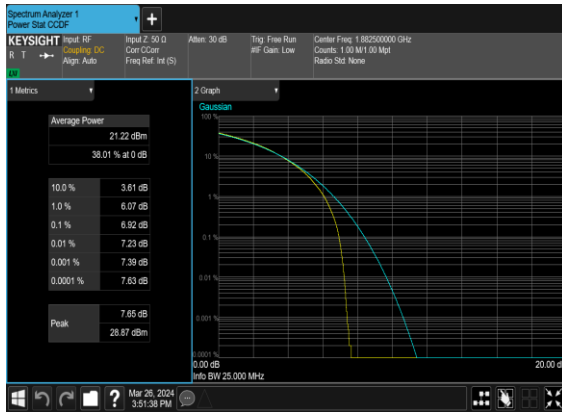 Spectrum Analyzer 1
Power Stat CCDF
KEYSIGHT
R T
LXI
Input: RF
Coupling: DC
Align: Auto
Input Z: 50 Ω
Corr CCorr
Freq Ref: Int (S)
Atten: 30 dB
Trig: Free Run
#IF Gain: Low
Center Freq: 1.882500000 GHz
Counts: 1.00 M/1.00 Mpt
Radio Std: None
1 Metrics
Average Power
21.22 dBm
38.01 % at 0 dB
10.0 % 3.61 dB
1.0 % 6.07 dB
0.1 % 6.92 dB
0.01 % 7.23 dB
0.001 % 7.39 dB
0.0001 % 7.63 dB
Peak 7.65 dB
28.87 dBm
2 Graph
Gaussian
100 %
10 %
1 %
0.1 %
0.01 %
0.001 %
0.0001 %
0.00 dB
20.00 d
Info BW 25.000 MHz
?
Mar 26, 2024
3:51:38 PM